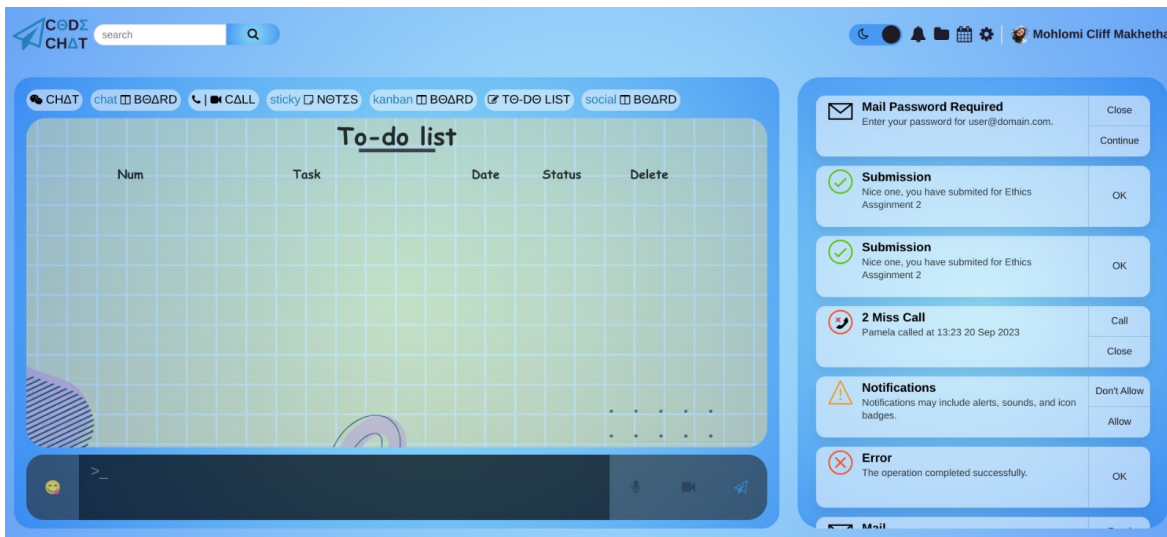 CΘDΣ
CHΔT
search
Mohlomi Cliff Makhetha
CHΔT
chat BΘΔRD
| CΔLL
sticky NΘTΣS
kanban BΘΔRD
TΘ-DΘ LIST
social BΘΔRD
To-do list
Num Task Date Status Delete
>_
Mail Password Required
Enter your password for user@domain.com.
Close
Continue
Submission
Nice one, you have submited for Ethics
Assginment 2
OK
Submission
Nice one, you have submited for Ethics
Assginment 2
OK
2 Miss Call
Pamela called at 13:23 20 Sep 2023
Call
Close
Notifications
Notifications may include alerts, sounds, and icon
badges.
Don't Allow
Allow
Error
The operation completed successfully.
OK
Mail